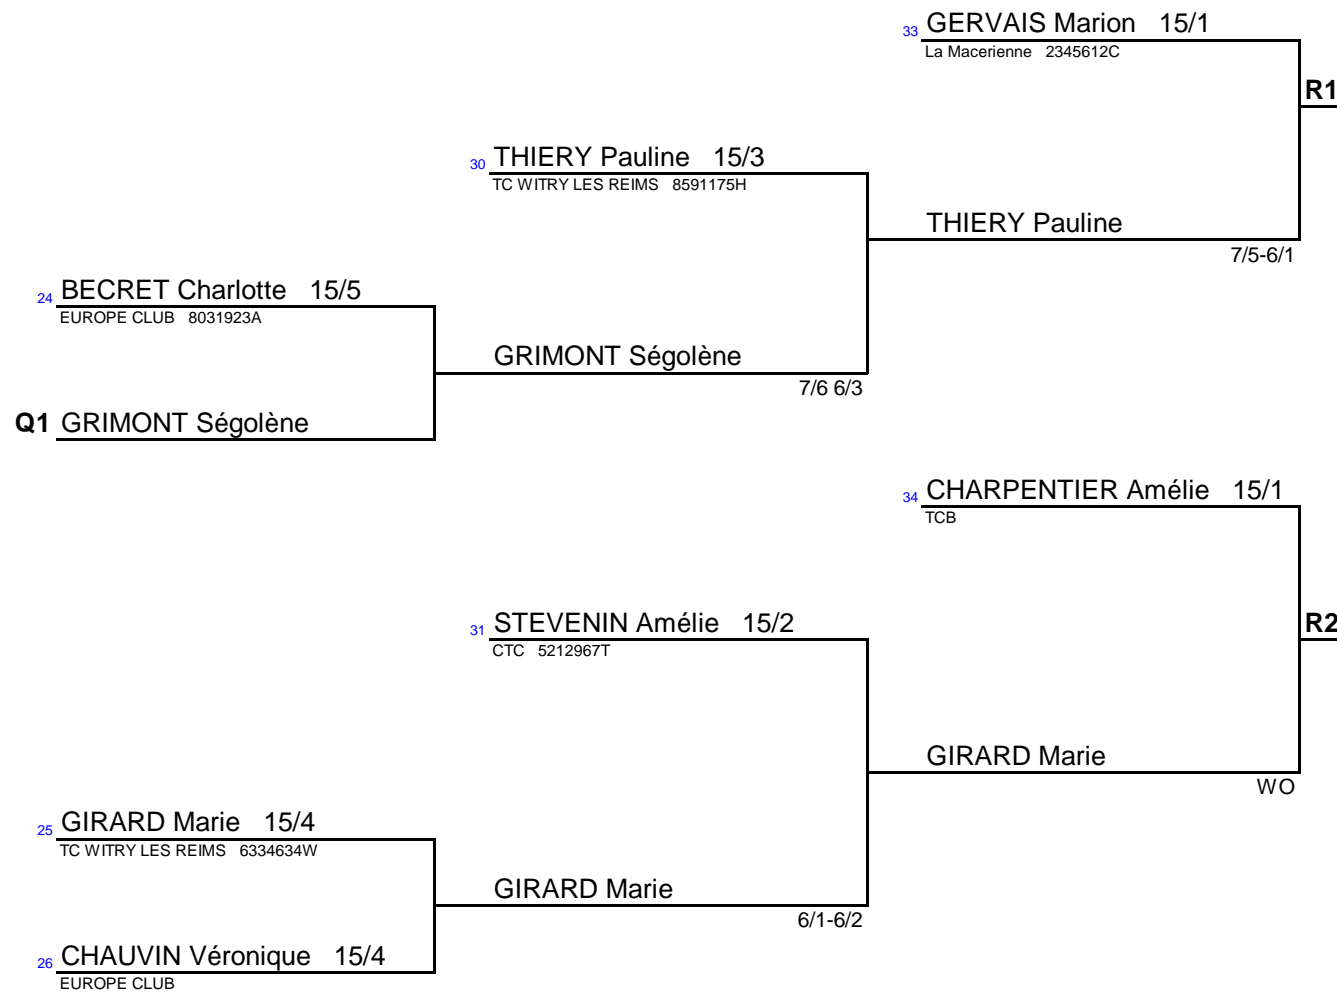 33 GERVAIS Marion 15/1
La Macerienne 2345612C
R1
30 THIERY Pauline 15/3
TC WITRY LES REIMS 8591175H
THIERY Pauline
7/5-6/1
24 BECRET Charlotte 15/5
EUROPE CLUB 8031923A
GRIMONT Ségolène
7/6 6/3
Q1 GRIMONT Ségolène
34 CHARPENTIER Amélie 15/1
TCB
31 STEVENIN Amélie 15/2
CTC 5212967T
R2
GIRARD Marie
WO
25 GIRARD Marie 15/4
TC WITRY LES REIMS 6334634W
GIRARD Marie
6/1-6/2
26 CHAUVIN Véronique 15/4
EUROPE CLUB